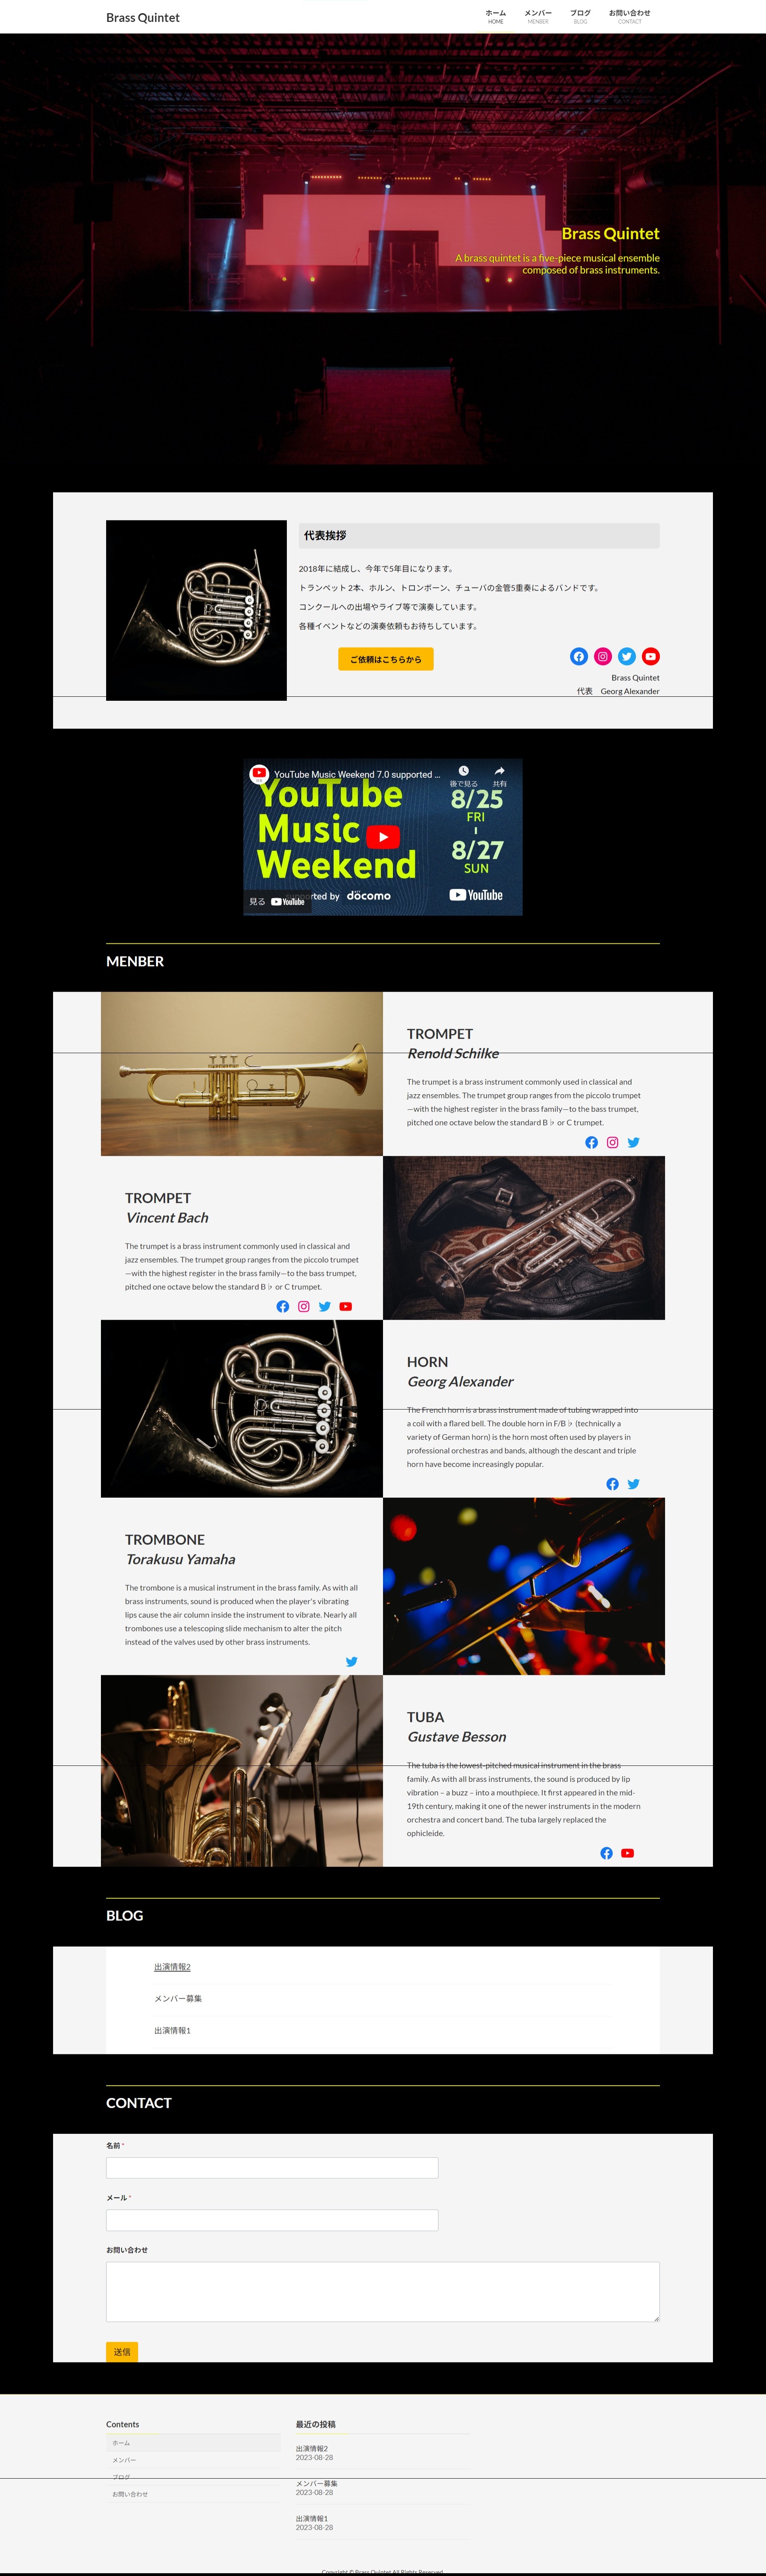 Brass Quintet
ホーム
HOME
メンバー
MENBER
ブログ
BLOG
お問い合わせ
CONTACT
Brass Quintet
A brass quintet is a five-piece musical ensemble
composed of brass instruments.
代表挨拶
2018年に結成し、今年で5年目になります。
トランペット 2本、ホルン、トロンボーン、チューバの金管5重奏によるバンドです。
コンクールへの出場やライブ等で演奏しています。
各種イベントなどの演奏依頼もお待ちしています。
ご依頼はこちらから
Brass Quintet
代表　Georg Alexander
YouTube Music Weekend 7.0 supported ...
後で見る
共有
YouTube
Music
Weekend
8/25
FRI
8/27
SUN
supported by döcomo
YouTube
見る YouTube
MENBER
TROMPET
Renold Schilke
The trumpet is a brass instrument commonly used in classical and
jazz ensembles. The trumpet group ranges from the piccolo trumpet
—with the highest register in the brass family—to the bass trumpet,
pitched one octave below the standard B♭ or C trumpet.
TROMPET
Vincent Bach
The trumpet is a brass instrument commonly used in classical and
jazz ensembles. The trumpet group ranges from the piccolo trumpet
—with the highest register in the brass family—to the bass trumpet,
pitched one octave below the standard B♭ or C trumpet.
HORN
Georg Alexander
The French horn is a brass instrument made of tubing wrapped into
a coil with a flared bell. The double horn in F/B♭ (technically a
variety of German horn) is the horn most often used by players in
professional orchestras and bands, although the descant and triple
horn have become increasingly popular.
TROMBONE
Torakusu Yamaha
The trombone is a musical instrument in the brass family. As with all
brass instruments, sound is produced when the player's vibrating
lips cause the air column inside the instrument to vibrate. Nearly all
trombones use a telescoping slide mechanism to alter the pitch
instead of the valves used by other brass instruments.
TUBA
Gustave Besson
The tuba is the lowest-pitched musical instrument in the brass
family. As with all brass instruments, the sound is produced by lip
vibration – a buzz – into a mouthpiece. It first appeared in the mid-
19th century, making it one of the newer instruments in the modern
orchestra and concert band. The tuba largely replaced the
ophicleide.
BLOG
出演情報2
メンバー募集
出演情報1
CONTACT
名前 *
メール *
お問い合わせ
送信
Contents
ホーム
メンバー
ブログ
お問い合わせ
最近の投稿
出演情報2
2023-08-28
メンバー募集
2023-08-28
出演情報1
2023-08-28
Copyright © Brass Quintet All Rights Reserved.